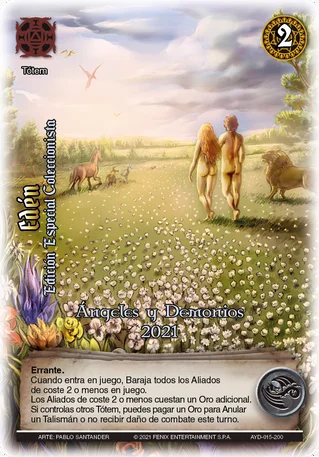 2
Tótem
Edén
Edición Especial Coleccionista
Ángeles y Demonios
2021
Errante.
Cuando entra en juego, Baraja todos los Aliados
de coste 2 o menos en juego.
Los Aliados de coste 2 o menos cuestan un Oro adicional.
Si controlas otros Tótem, puedes pagar un Oro para Anular
un Talismán o no recibir daño de combate este turno.
ARTE: PABLO SANTANDER © 2021 FENIX ENTERTAINMENT S.P.A. AYD-015-200